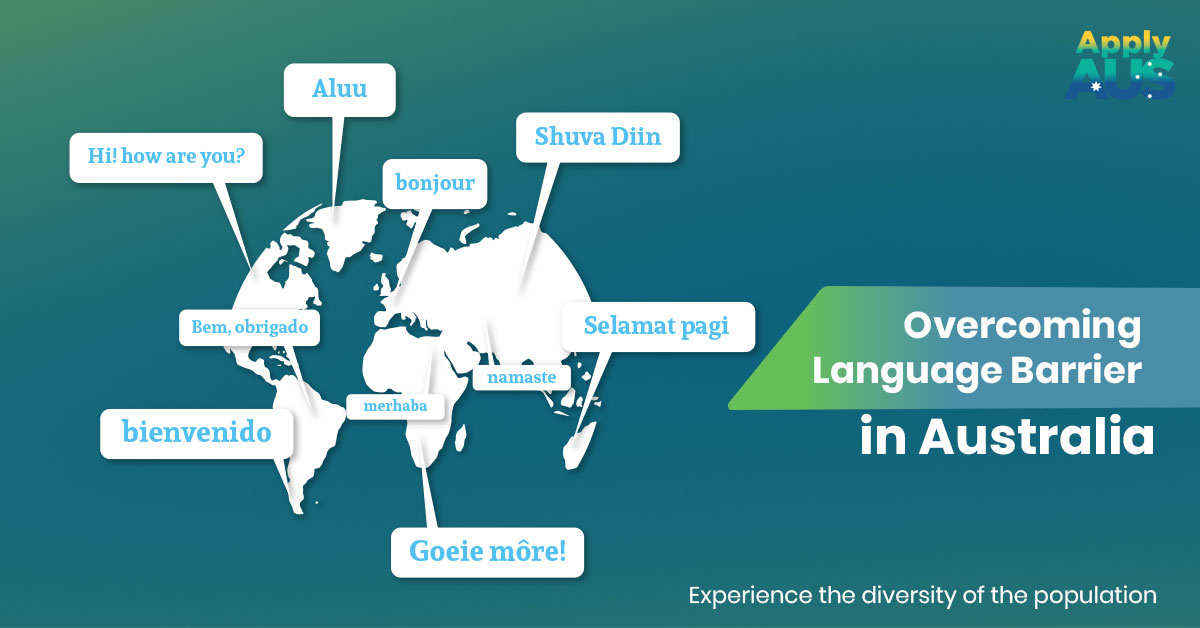 Apply
AUS
Aluu
Shuva Diin
Hi! how are you?
bonjour
Bem, obrigado
Selamat pagi
namaste
merhaba
bienvenido
Goeie môre!
Overcoming
Language Barrier
in Australia
Experience the diversity of the population